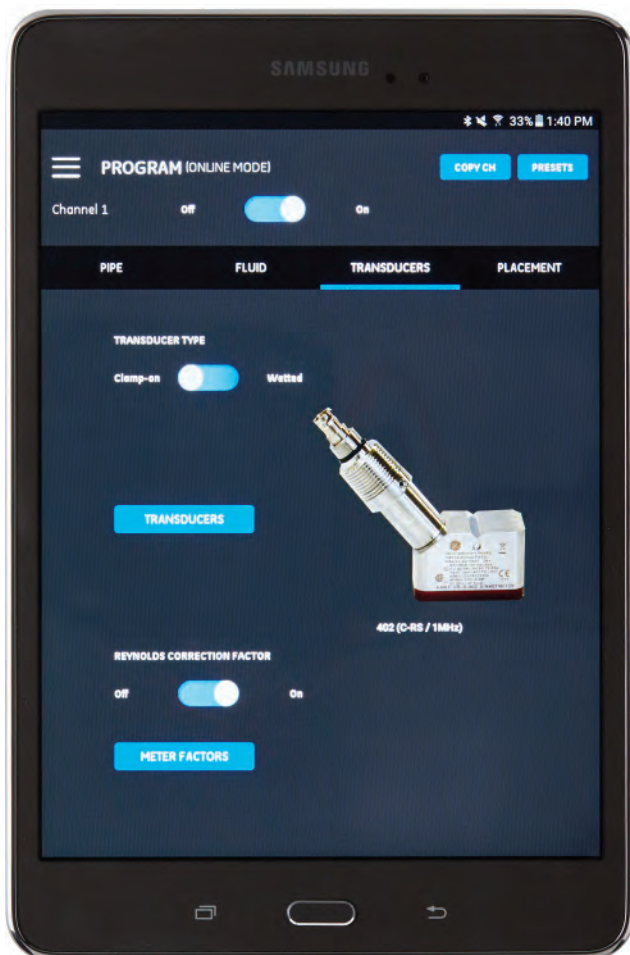 SAMSUNG
33% 1:40 PM
PROGRAM (ONLINE MODE)
COPY CH
PRESETS
Channel 1
Off
On
PIPE
FLUID
TRANSDUCERS
PLACEMENT
TRANSDUCER TYPE
Clamp-on
Wetted
TRANSDUCERS
402 (C-RS / 1MHz)
REYNOLDS CORRECTION FACTOR
Off
On
METER FACTORS